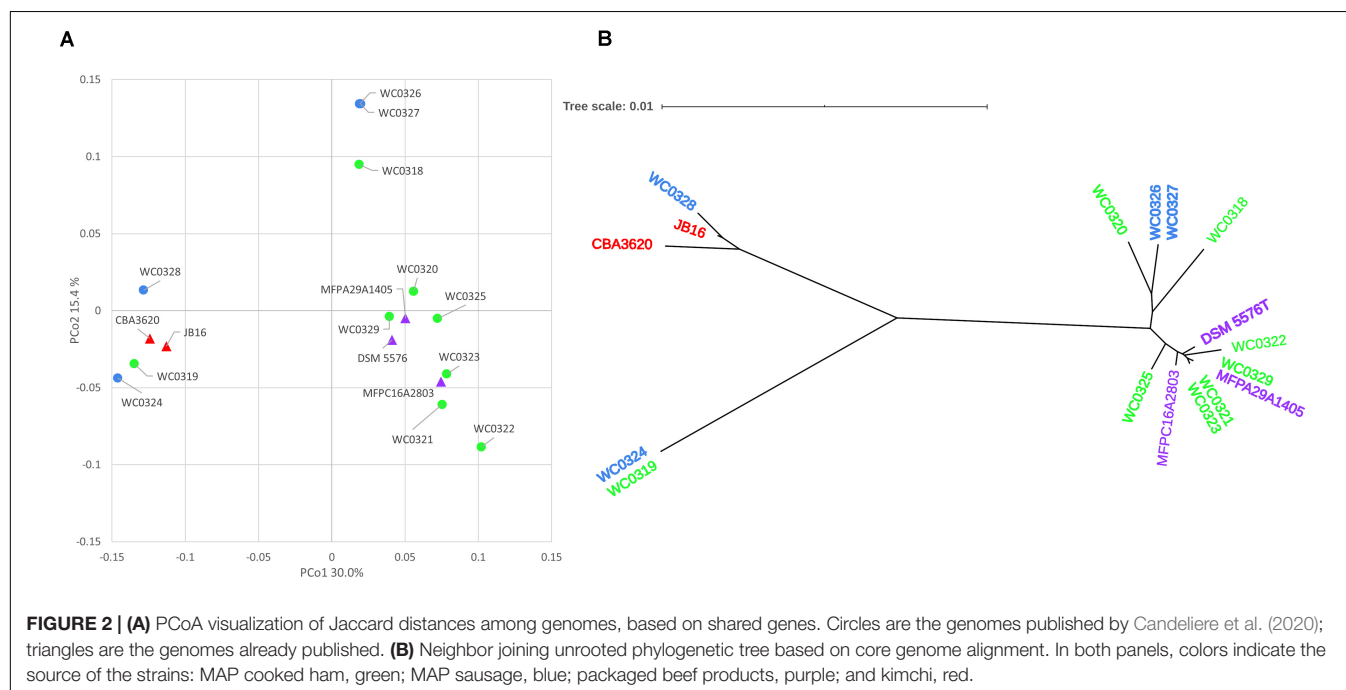 A
B
0.15
0.1
0.05
0
-0.05
-0.1
-0.15
PCo2 15.4 %
-0.15
-0.1
-0.05
0
0.05
0.1
0.15
PCo1 30.0%
WC0326
WC0327
WC0318
WC0328
CBA3620
JB16
WC0319
WC0324
WC0320
MFPA29A1405
WC0325
WC0329
DSM 5576
WC0323
MFPC16A2803
WC0321
WC0322
Tree scale: 0.01
WC0328
JB16
CBA3620
WC0324
WC0319
WC0320
WC0326
WC0327
WC0318
DSM 5576T
WC0322
WC0329
MFPA29A1405
WC0321
WC0323
MFPC16A2803
WC0325
FIGURE 2 | (A) PCoA visualization of Jaccard distances among genomes, based on shared genes. Circles are the genomes published by Candeliere et al. (2020);
triangles are the genomes already published. (B) Neighbor joining unrooted phylogenetic tree based on core genome alignment. In both panels, colors indicate the
source of the strains: MAP cooked ham, green; MAP sausage, blue; packaged beef products, purple; and kimchi, red.